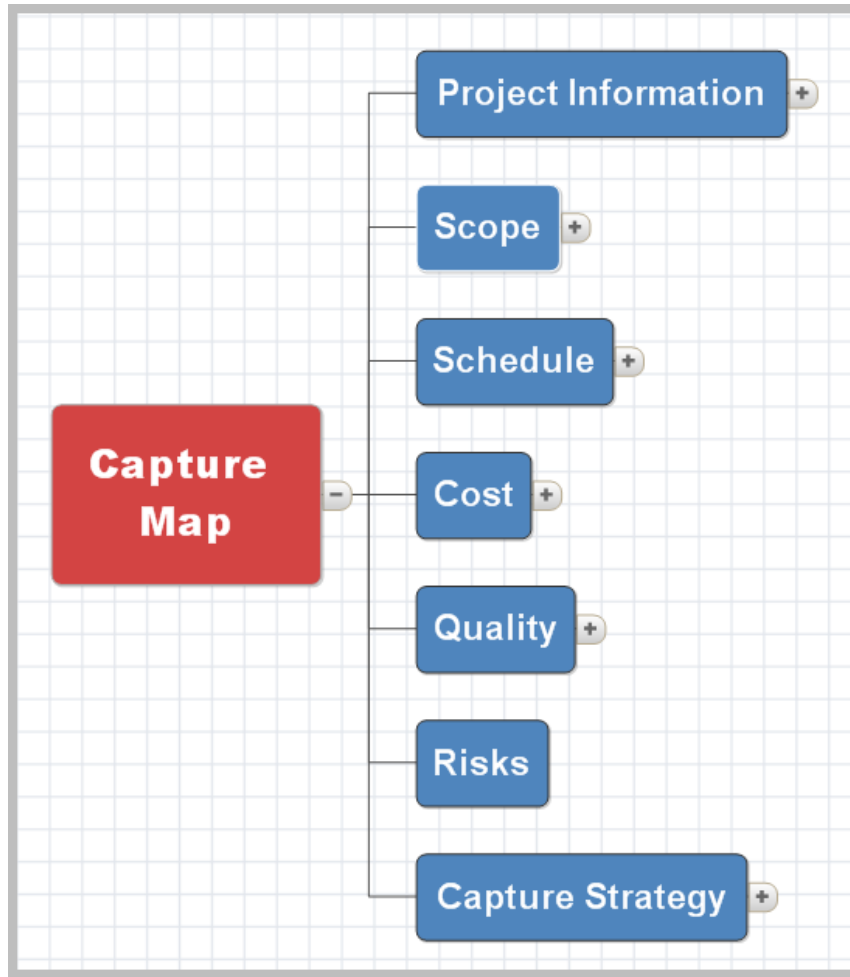 Project Information
Scope
Schedule
Capture
Map
Cost
Quality
Risks
Capture Strategy